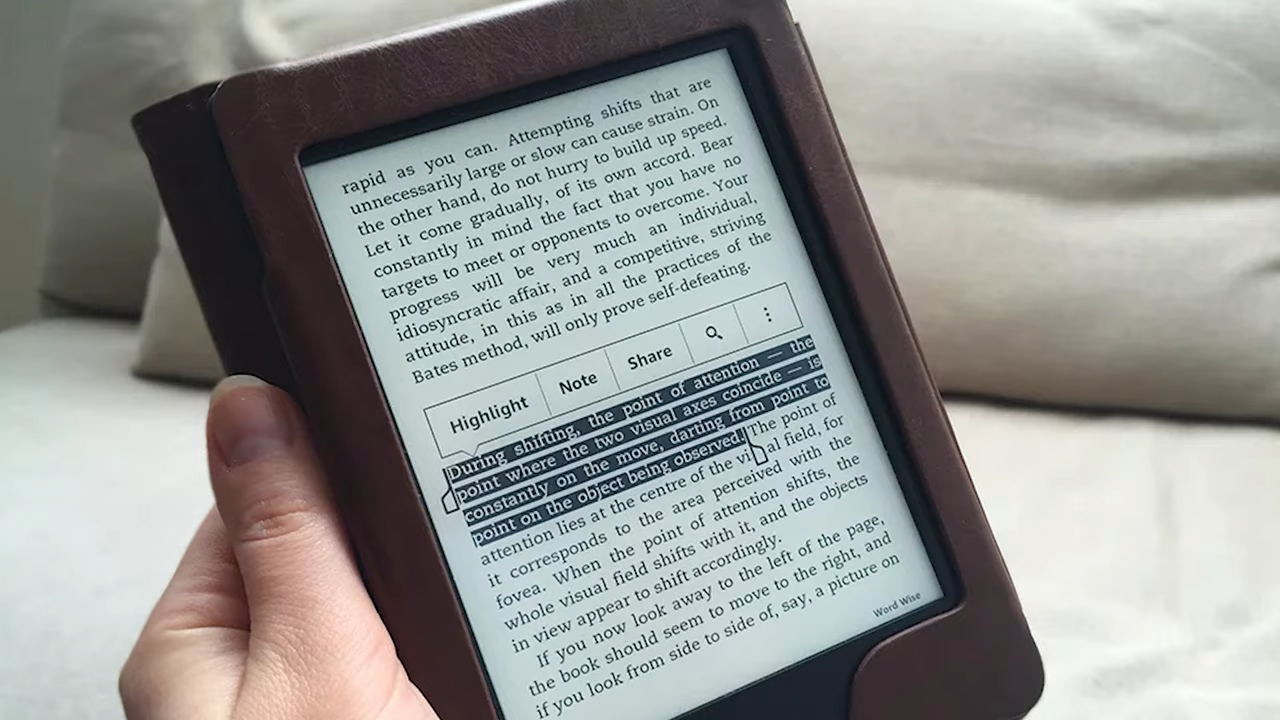 rapid as you can. Attempting shifts that are
unnecessarily large or slow can cause strain. On
the other hand, do not hurry to build up speed.
Let it come gradually, of its own accord. Bear
constantly in mind the fact that you have no
targets to meet or opponents to overcome. Your
progress will be very much an individual,
idiosyncratic affair, and a competitive, striving
attitude, in this as in all the practices of the
Bates method, will only prove self-defeating.
Highlight Note Share
During shifting, the point of attention — the
point where the two visual axes coincide — is
constantly on the move, darting from point to
point on the object being observed. The point of
attention lies at the centre of the vi al field, for
it corresponds to the area perceived with the
fovea. When the point of attention shifts, the
whole visual field shifts with it, and the objects
in view appear to shift accordingly.
If you now look away to the left of the page,
the book should seem to move to the right, and
if you look from side to side of, say, a picture on
Word Wise